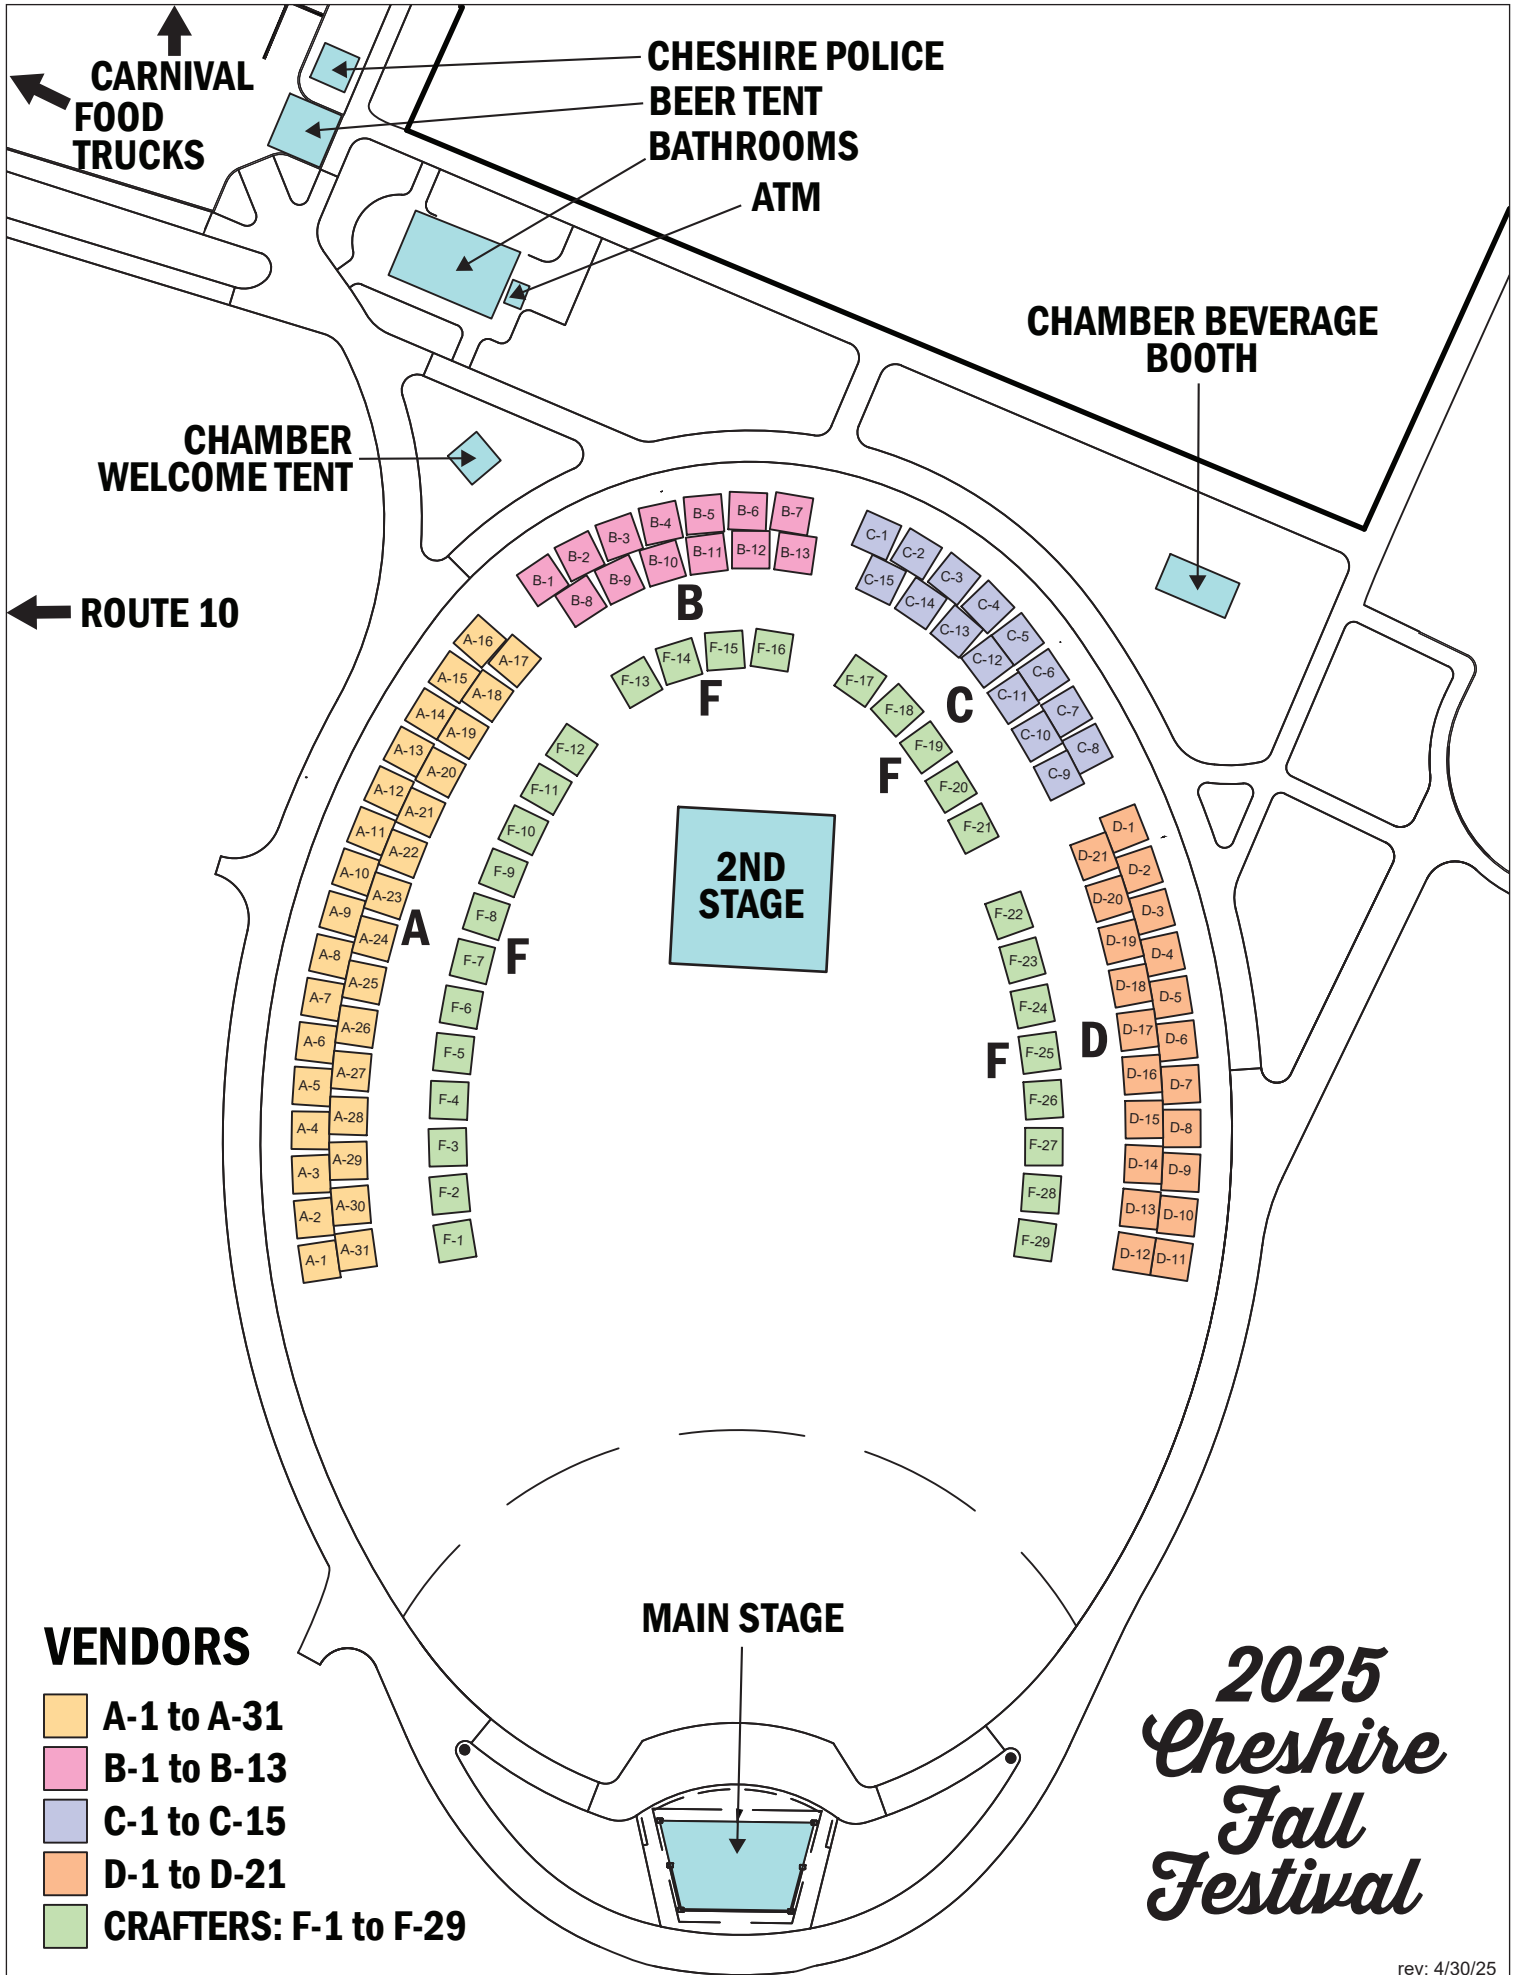 CARNIVAL
FOOD
TRUCKS
CHESHIRE POLICE
BEER TENT
BATHROOMS
ATM
CHAMBER BEVERAGE
BOOTH
CHAMBER
WELCOME TENT
ROUTE 10
B-1
B-2
B-3
B-4
B-5
B-6
B-7
B-8
B-9
B-10
B-11
B-12
B-13
B
C-1
C-2
C-3
C-4
C-5
C-6
C-7
C-8
C-9
C-10
C-11
C-12
C-13
C-14
C-15
C
A-16
A-17
A-15
A-18
A-14
A-19
A-13
A-20
A-12
A-21
A-11
A-22
A-10
A-23
A-9
A-24
A-8
A-25
A-7
A-26
A-6
A-27
A-5
A-28
A-4
A-29
A-3
A-30
A-2
A-31
A-1
A
F-13
F-14
F-15
F-16
F
F-17
F-18
F-19
F-20
F-21
F
F-12
F-11
F-10
F-9
F-8
F-7
F-6
F-5
F-4
F-3
F-2
F-1
F
2ND
STAGE
F-22
F-23
F-24
F-25
F-26
F-27
F-28
F-29
F
D-1
D-21
D-2
D-20
D-3
D-19
D-4
D-18
D-5
D-17
D-6
D-16
D-7
D-15
D-8
D-14
D-9
D-13
D-10
D-12
D-11
D
MAIN STAGE
VENDORS
A-1 to A-31
B-1 to B-13
C-1 to C-15
D-1 to D-21
CRAFTERS: F-1 to F-29
2025
Cheshire
Fall
Festival
rev: 4/30/25